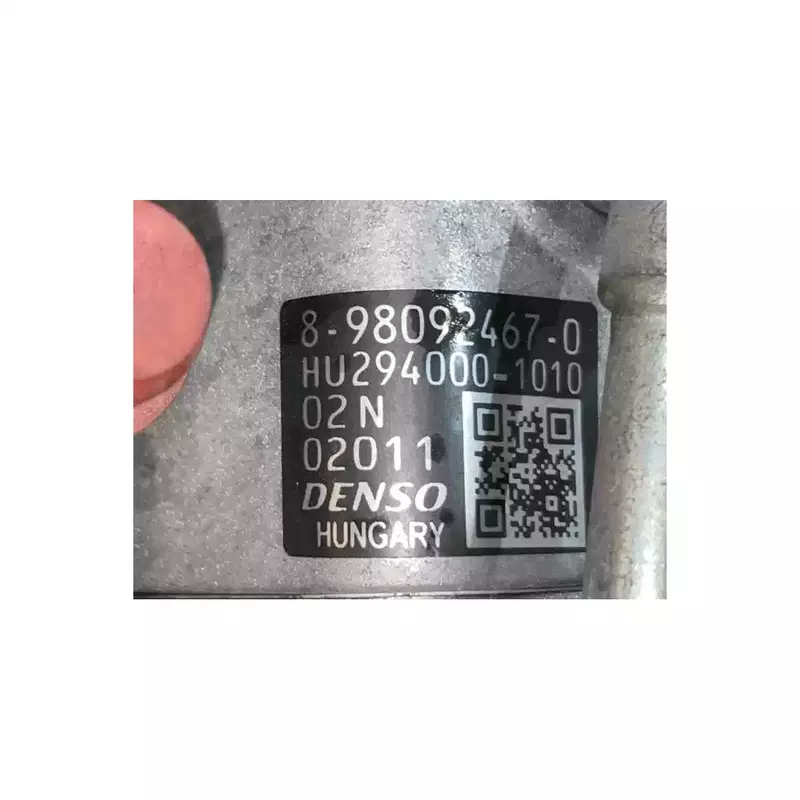 8-98092467-0
HU294000-1010
02N
02011
DENSO
HUNGARY